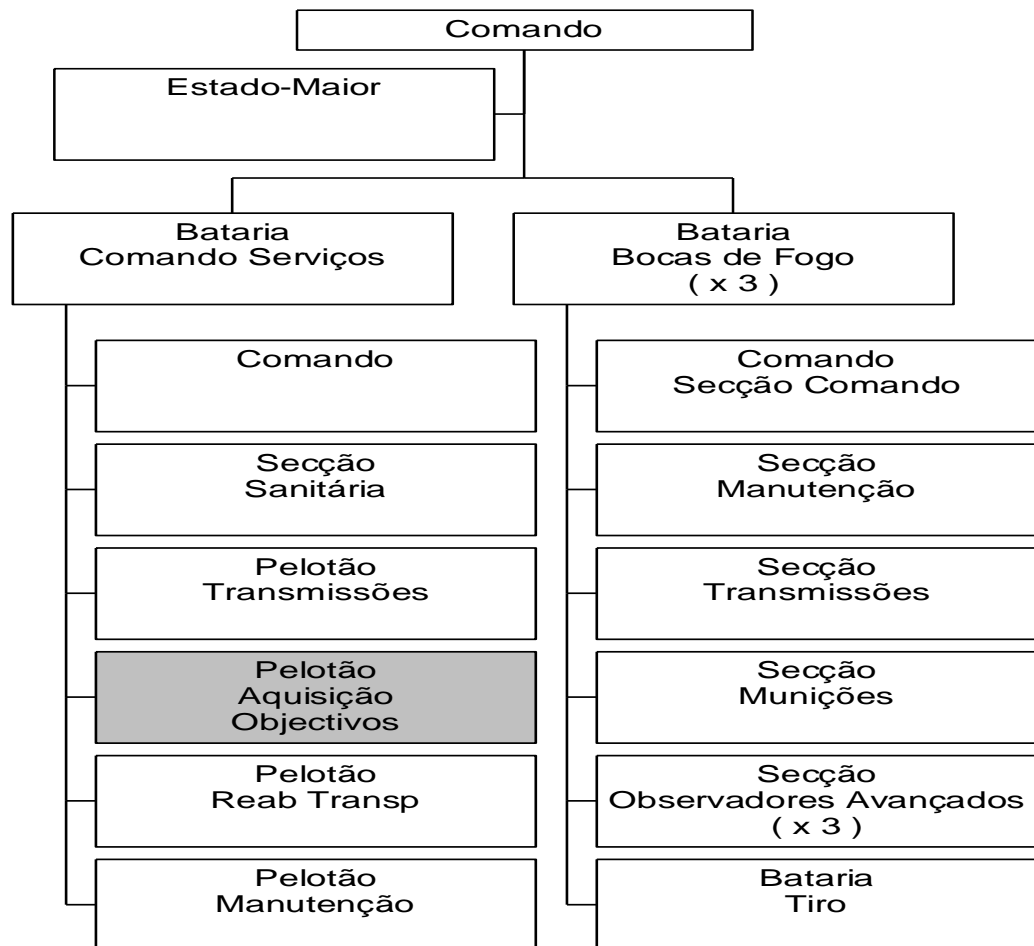 Comando
Estado-Maior
Bataria
Comando Serviços
Bataria
Bocas de Fogo
( x 3 )
Comando
Secção
Sanitária
Pelotão
Transmissões
Pelotão
Aquisição
Objectivos
Pelotão
Reab Transp
Pelotão
Manutenção
Comando
Secção Comando
Secção
Manutenção
Secção
Transmissões
Secção
Munições
Secção
Observadores Avançados
( x 3 )
Bataria
Tiro